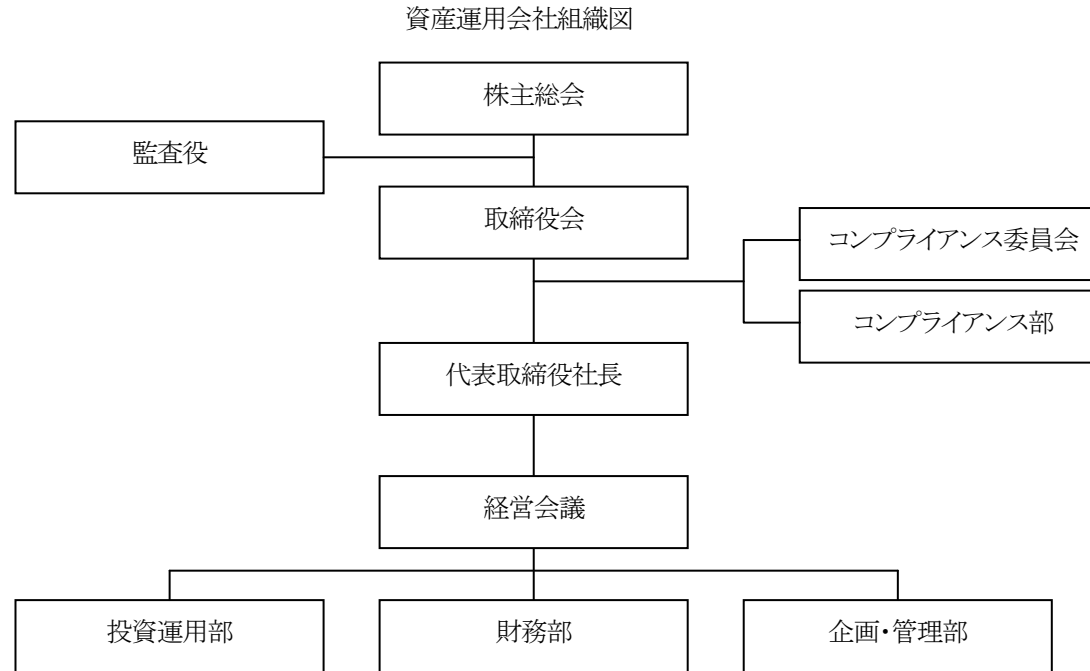 資産運用会社組織図
株主総会
監査役
取締役会
コンプライアンス委員会
コンプライアンス部
代表取締役社長
経営会議
投資運用部
財務部
企画・管理部